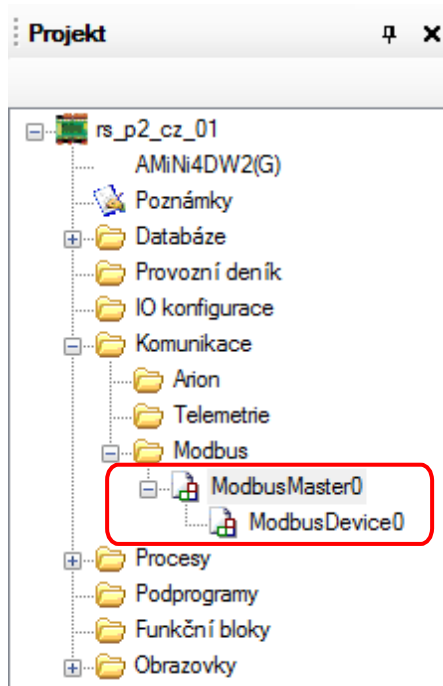 Projekt
rs_p2_cz_01
AMiNi4DW2(G)
Poznámky
Databáze
Provozní deník
IO konfigurace
Komunikace
Arion
Telemetrie
Modbus
ModbusMaster0
ModbusDevice0
Procesy
Podprogramy
Funkční bloky
Obrazovky